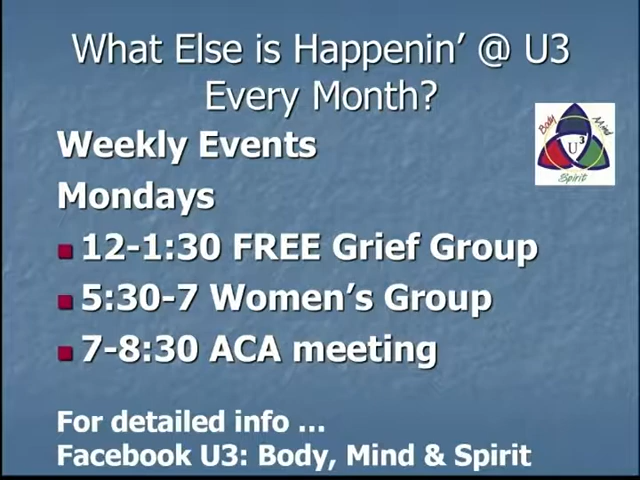 What Else is Happenin’ @ U3
Every Month?
Weekly Events
Mondays
12-1:30 FREE Grief Group
5:30-7 Women’s Group
7-8:30 ACA meeting
For detailed info ...
Facebook U3: Body, Mind & Spirit
Body
Mind
U3
Spirit